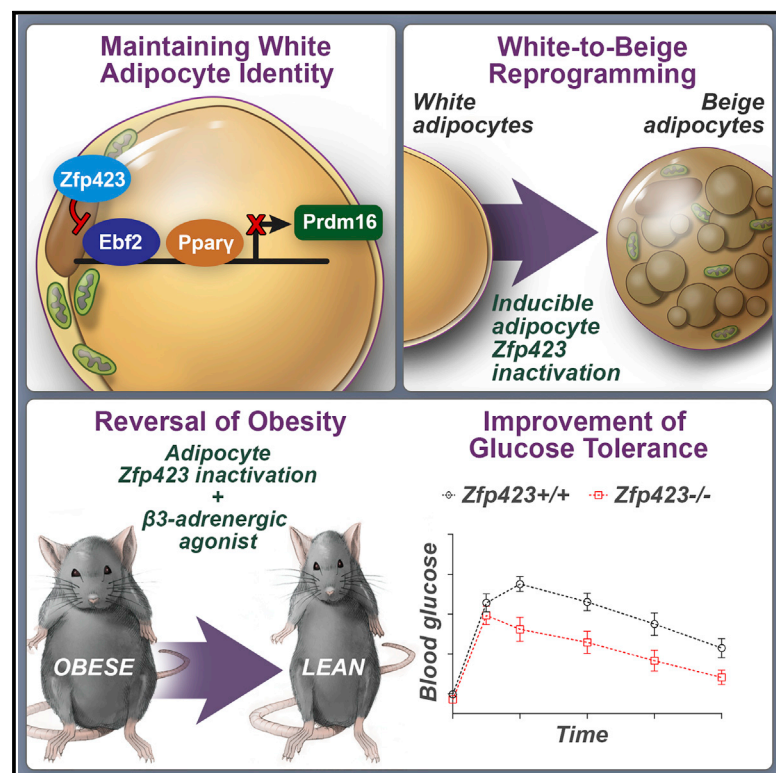 Maintaining White
Adipocyte Identity
Zfp423
Ebf2
Pparγ
X
Prdm16
White-to-Beige
Reprogramming
White
adipocytes
Beige
adipocytes
Inducible
adipocyte
Zfp423
inactivation
Reversal of Obesity
Adipocyte
Zfp423 inactivation
+
β3-adrenergic
agonist
OBESE
LEAN
Improvement of
Glucose Tolerance
Zfp423+/+
Zfp423-/-
Blood glucose
Time